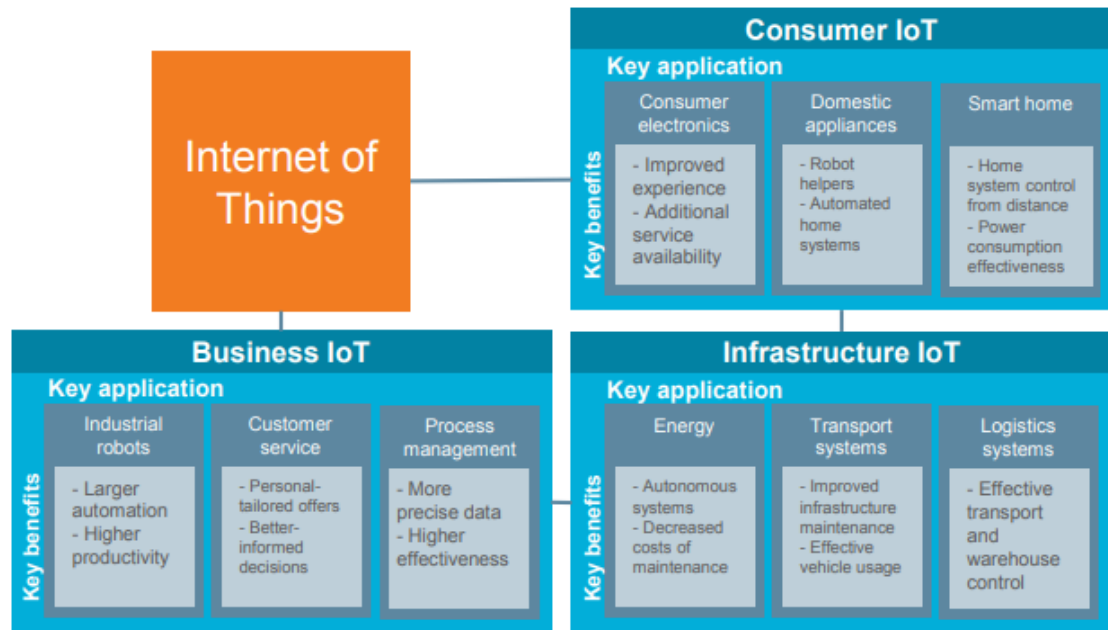 Internet of
Things
Consumer IoT
Key application
Key benefits
Consumer
electronics
- Improved
experience
- Additional
service
availability
Domestic
appliances
- Robot
helpers
- Automated
home
systems
Smart home
- Home
system control
from distance
- Power
consumption
effectiveness
Business IoT
Key application
Key benefits
Industrial
robots
- Larger
automation
- Higher
productivity
Customer
service
- Personal-
tailored offers
- Better-
informed
decisions
Process
management
- More
precise data
- Higher
effectiveness
Infrastructure IoT
Key application
Key benefits
Energy
- Autonomous
systems
- Decreased
costs of
maintenance
Transport
systems
- Improved
infrastructure
maintenance
- Effective
vehicle usage
Logistics
systems
- Effective
transport
and
warehouse
control